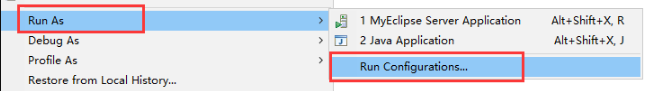 Run As
Debug As
Profile As
Restore from Local History...
1 MyEclipse Server Application Alt+Shift+X, R
2 Java Application Alt+Shift+X, J
Run Configurations...